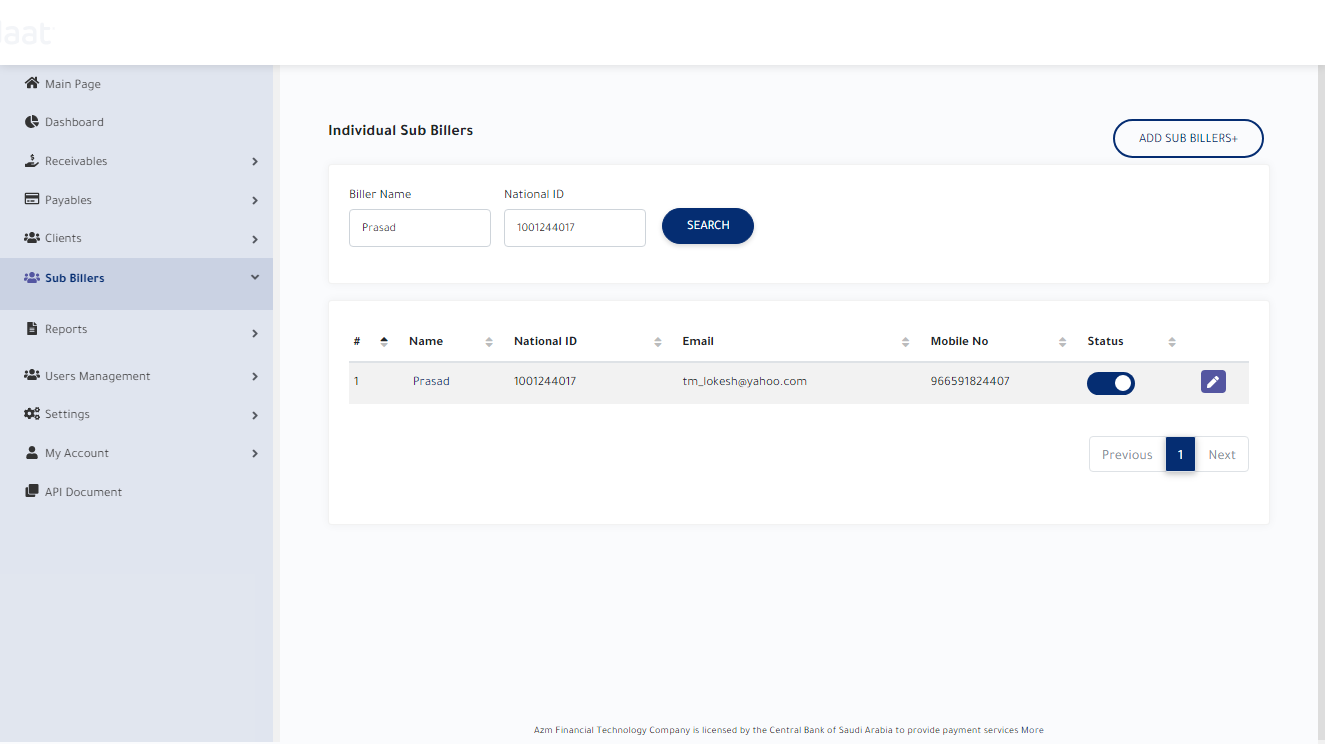 aat
Main Page
Dashboard
Receivables
Payables
Clients
Sub Billers
Reports
Users Management
Settings
My Account
API Document
Individual Sub Billers
ADD SUB BILLERS+
Biller Name National ID
Prasad 1001244017 SEARCH
# Name National ID Email Mobile No Status
1 Prasad 1001244017 tm_lokesh@yahoo.com 966591824407
Previous 1 Next
Azm Financial Technology Company is licensed by the Central Bank of Saudi Arabia to provide payment services More